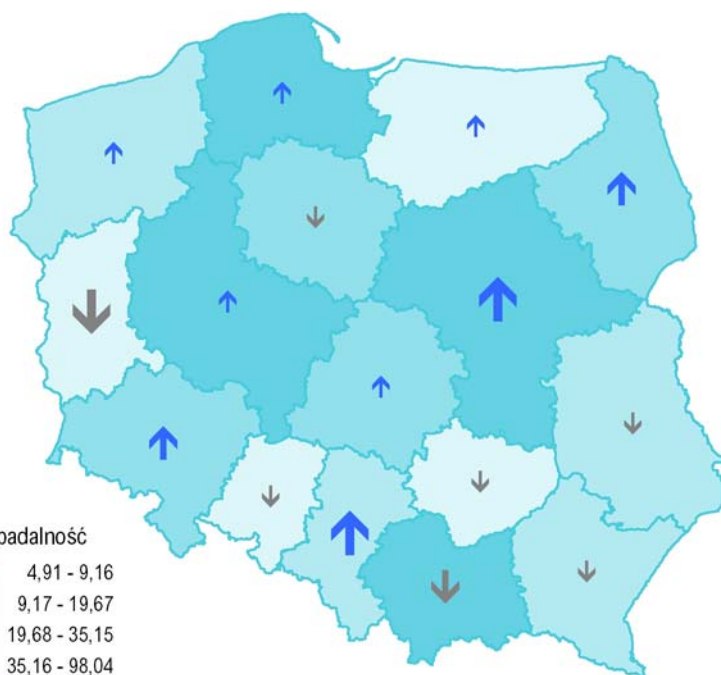 padalność
4,91 - 9,16
9,17 - 19,67
19,68 - 35,15
35,16 - 98,04